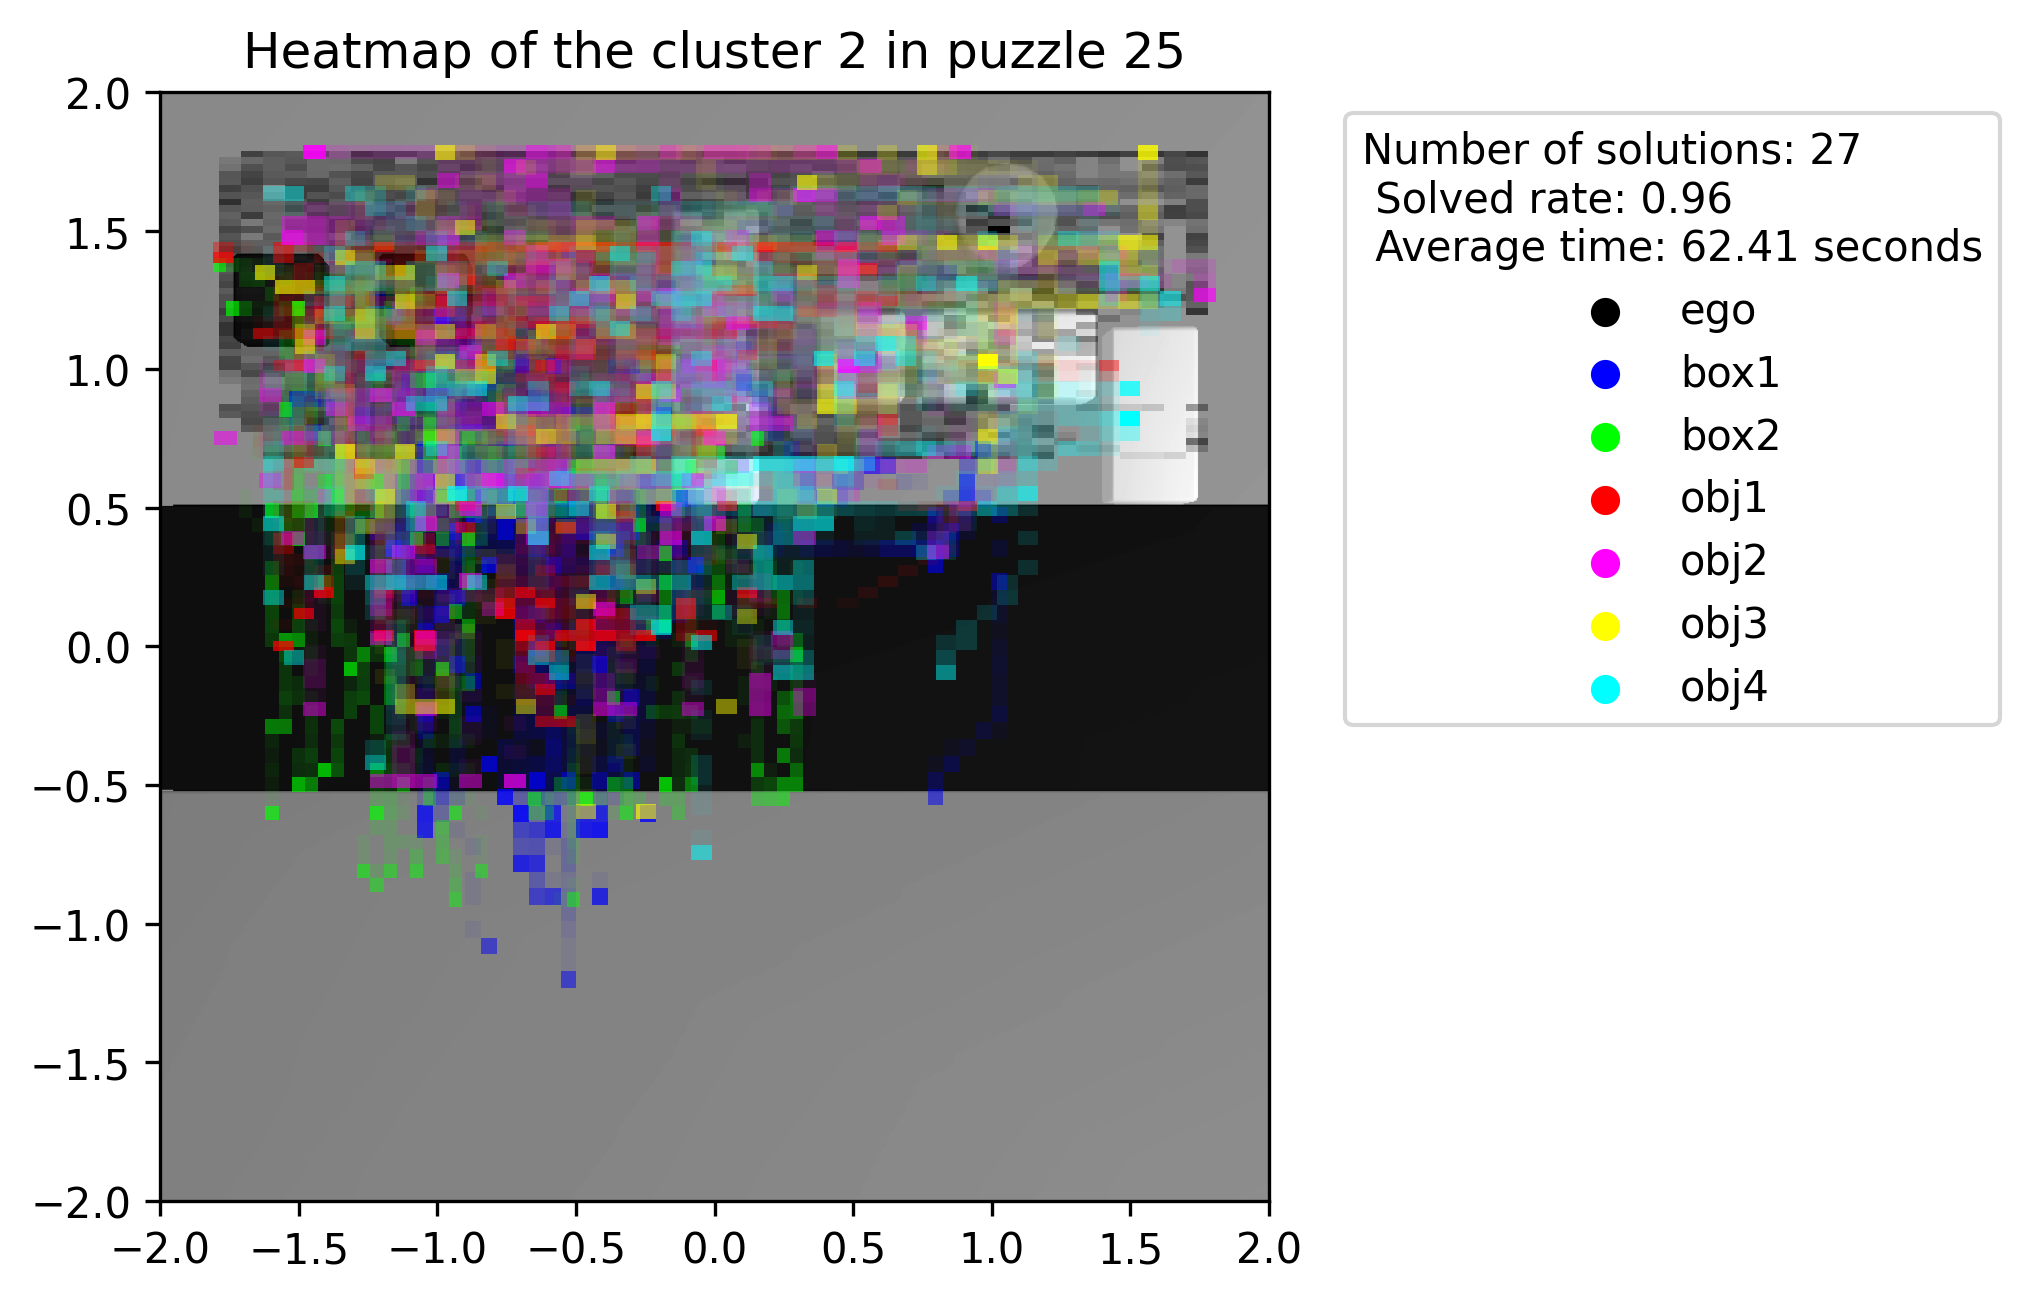 Heatmap of the cluster 2 in puzzle 25
2.0
1.5
1.0
0.5
0.0
−0.5
−1.0
−1.5
−2.0
−2.0 −1.5 −1.0 −0.5 0.0 0.5 1.0 1.5 2.0
Number of solutions: 27
Solved rate: 0.96
Average time: 62.41 seconds
ego
box1
box2
obj1
obj2
obj3
obj4